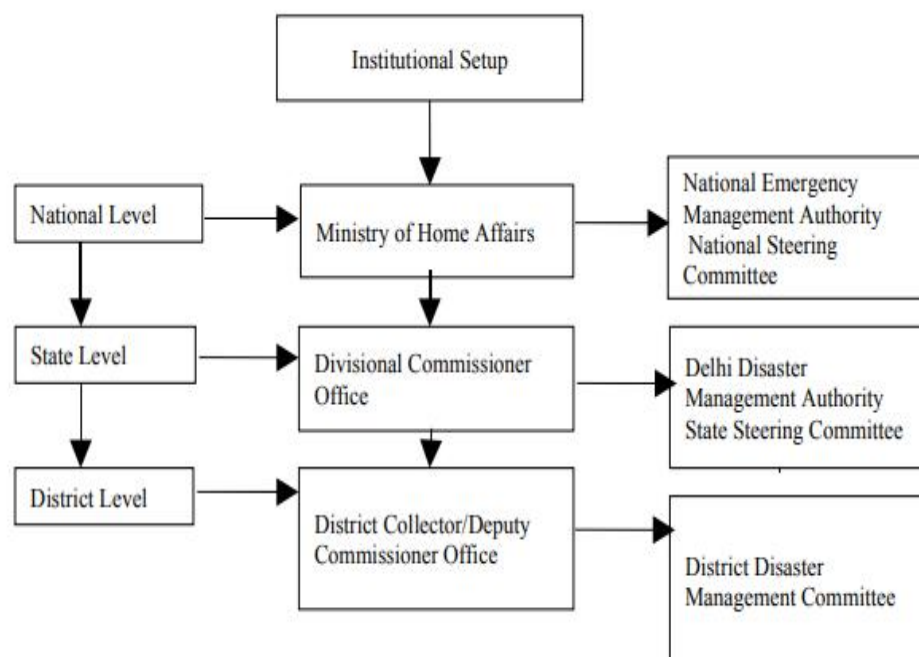 Institutional Setup
National Level
Ministry of Home Affairs
National Emergency
Management Authority
National Steering
Committee
State Level
Divisional Commissioner
Office
Delhi Disaster
Management Authority
State Steering Committee
District Level
District Collector/Deputy
Commissioner Office
District Disaster
Management Committee